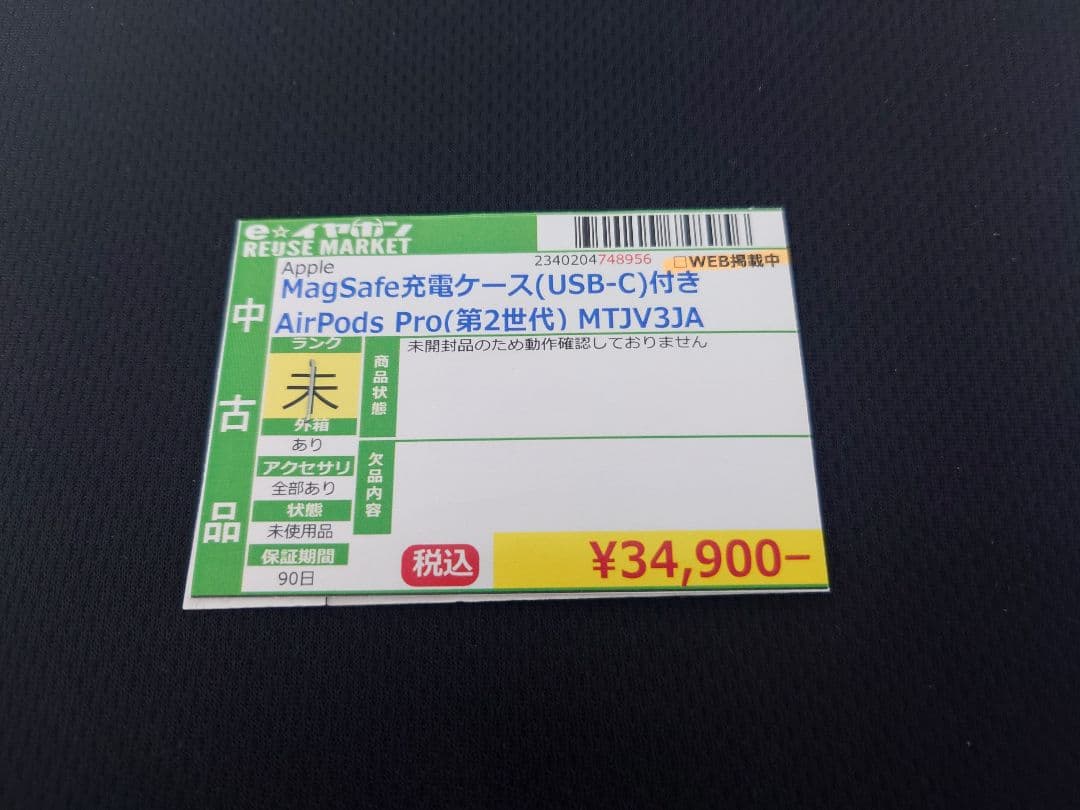 e☆イヤホン
REUSE MARKET
2340204748956
□WEB掲載中
中古品
Apple
MagSafe充電ケース(USB-C)付き
AirPods Pro(第2世代) MTJV3JA
ランク
未
外箱
あり
アクセサリ
全部あり
状態
未使用品
保証期間
90日
商品状態
未開封品のため動作確認しておりません
欠品内容
税込
¥34,900-